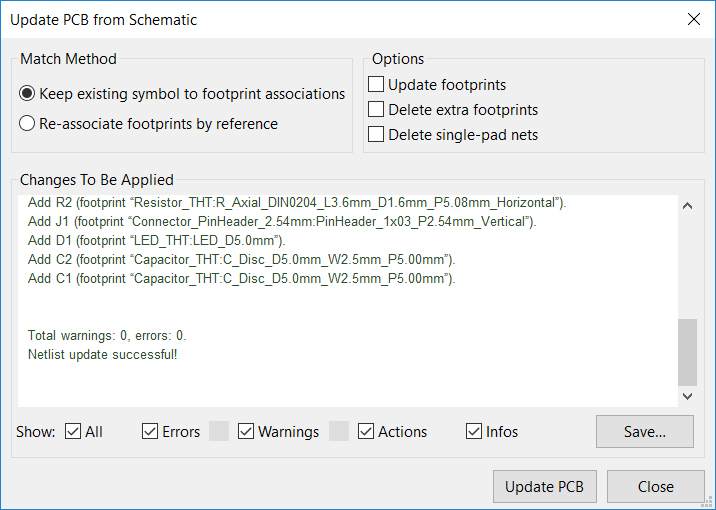 Update PCB from Schematic
Match Method
Keep existing symbol to footprint associations
Re-associate footprints by reference
Options
Update footprints
Delete extra footprints
Delete single-pad nets
Changes To Be Applied
Add R2 (footprint “Resistor_THT:R_Axial_DIN0204_L3.6mm_D1.6mm_P5.08mm_Horizontal”).
Add J1 (footprint “Connector_PinHeader_2.54mm:PinHeader_1x03_P2.54mm_Vertical”).
Add D1 (footprint “LED_THT:LED_D5.0mm”).
Add C2 (footprint “Capacitor_THT:C_Disc_D5.0mm_W2.5mm_P5.00mm”).
Add C1 (footprint “Capacitor_THT:C_Disc_D5.0mm_W2.5mm_P5.00mm”).
Total warnings: 0, errors: 0.
Netlist update successful!
Show: All Errors Warnings Actions Infos Save...
Update PCB Close